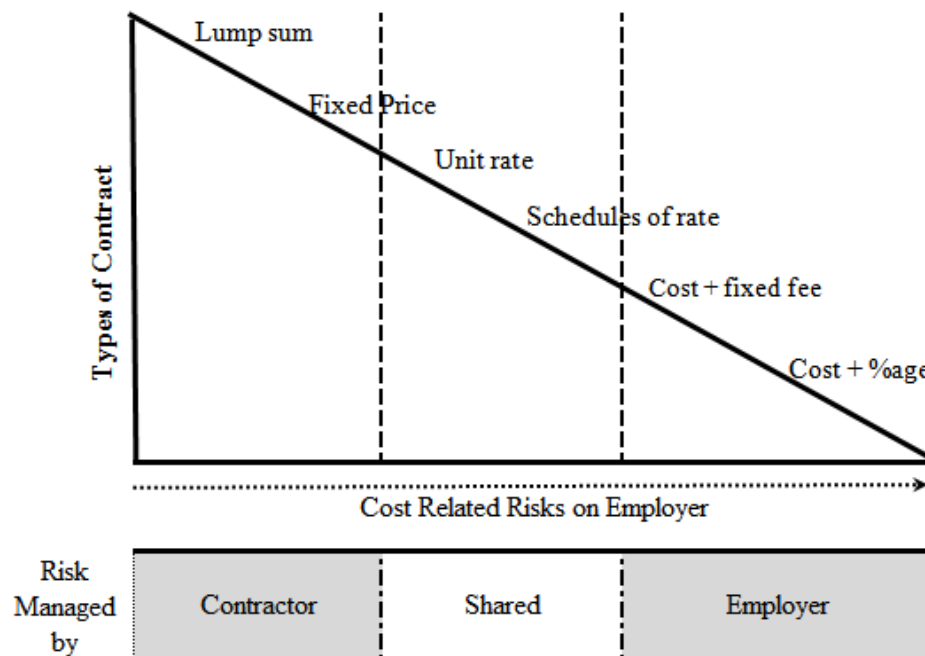 Lump sum
Fixed Price
Unit rate
Schedules of rate
Cost + fixed fee
Cost + %age
Types of Contract
Cost Related Risks on Employer
Risk
Managed
by
Contractor
Shared
Employer